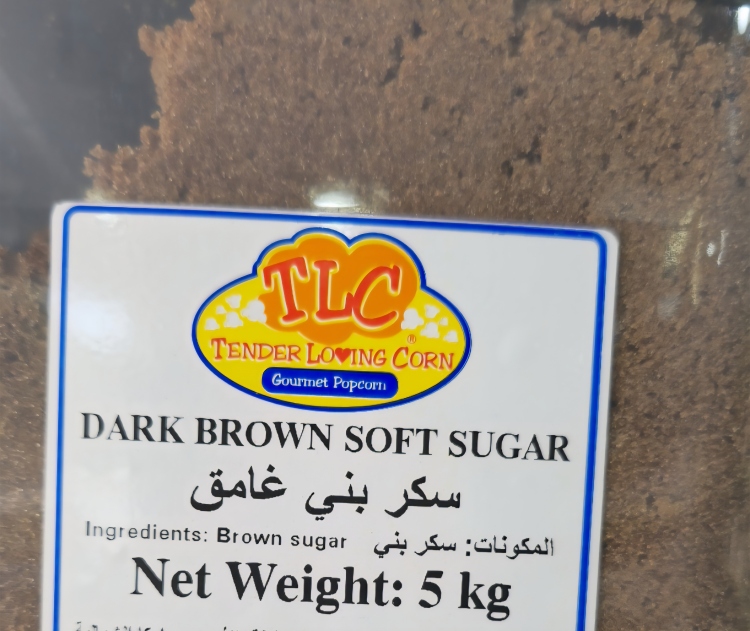 TLC
TENDER LOVING CORN ®
Gourmet Popcorn
DARK BROWN SOFT SUGAR
سكر بني غامق
Ingredients: Brown sugar المكونات: سكر بني
Net Weight: 5 kg